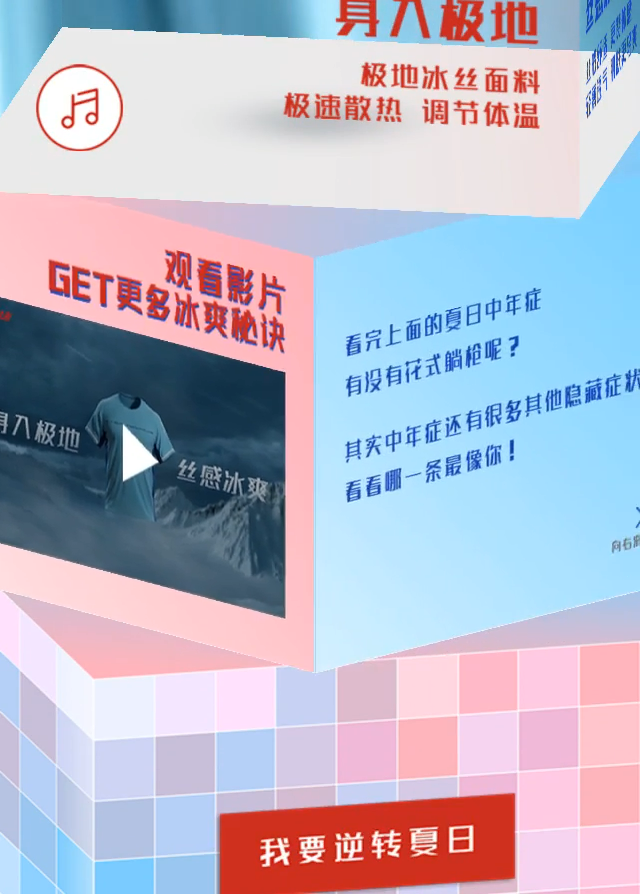 身入极地
极地冰丝面料
极速散热 调节体温
观看影片
GET更多冰爽秘诀
身入极地
丝感冰爽
看完上面的夏日中年症
有没有花式躺枪呢？
其实中年症还有很多其他隐藏症状
看看哪一条最像你！
向右
我要逆转夏日